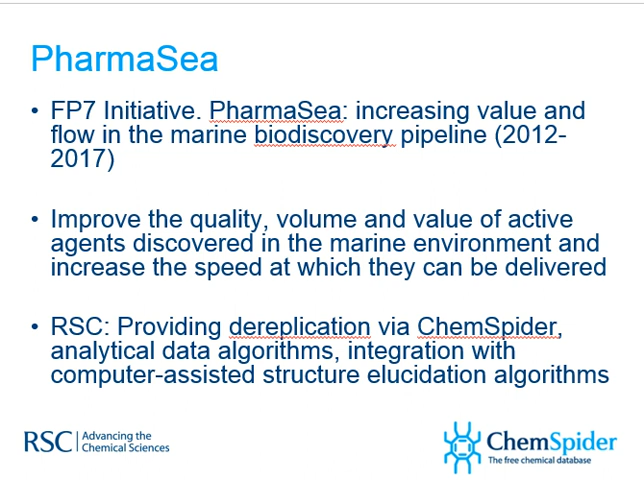 PharmaSea
• FP7 Initiative. PharmaSea: increasing value and
flow in the marine biodiscovery pipeline (2012-
2017)
• Improve the quality, volume and value of active
agents discovered in the marine environment and
increase the speed at which they can be delivered
• RSC: Providing dereplication via ChemSpider,
analytical data algorithms, integration with
computer-assisted structure elucidation algorithms
RSC | Advancing the
Chemical Sciences
ChemSpider
The free chemical database